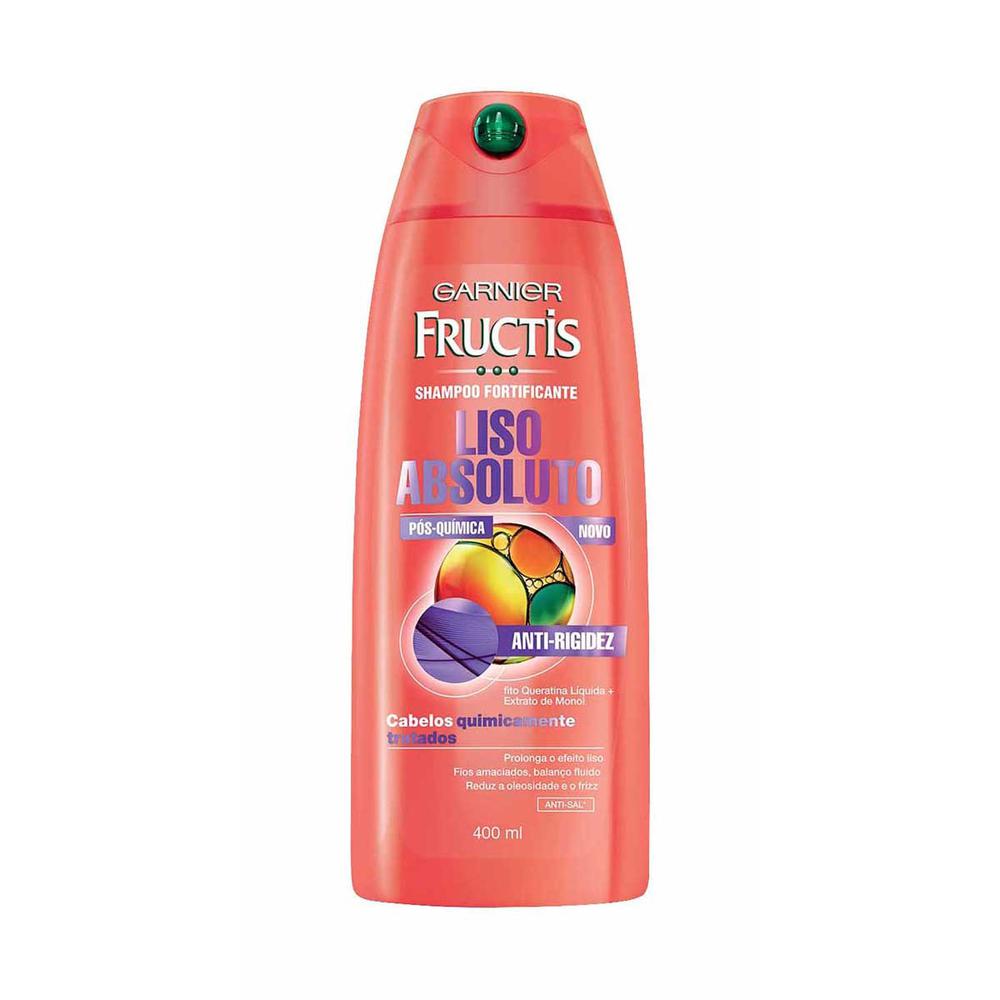 GARNIER
FRUCTIS
SHAMPOO FORTIFICANTE
LISO
ABSOLUTO
PÓS-QUÍMICA
NOVO
ANTI-RIGIDEZ
fito Queratina Líquida +
Extrato de Monoï
Cabelos quimicamente
tratados
Prolonga o efeito liso
Fios amaciados, balanço fluido
Reduz a oleosidade e o frizz
ANTI-SAL*
400 ml